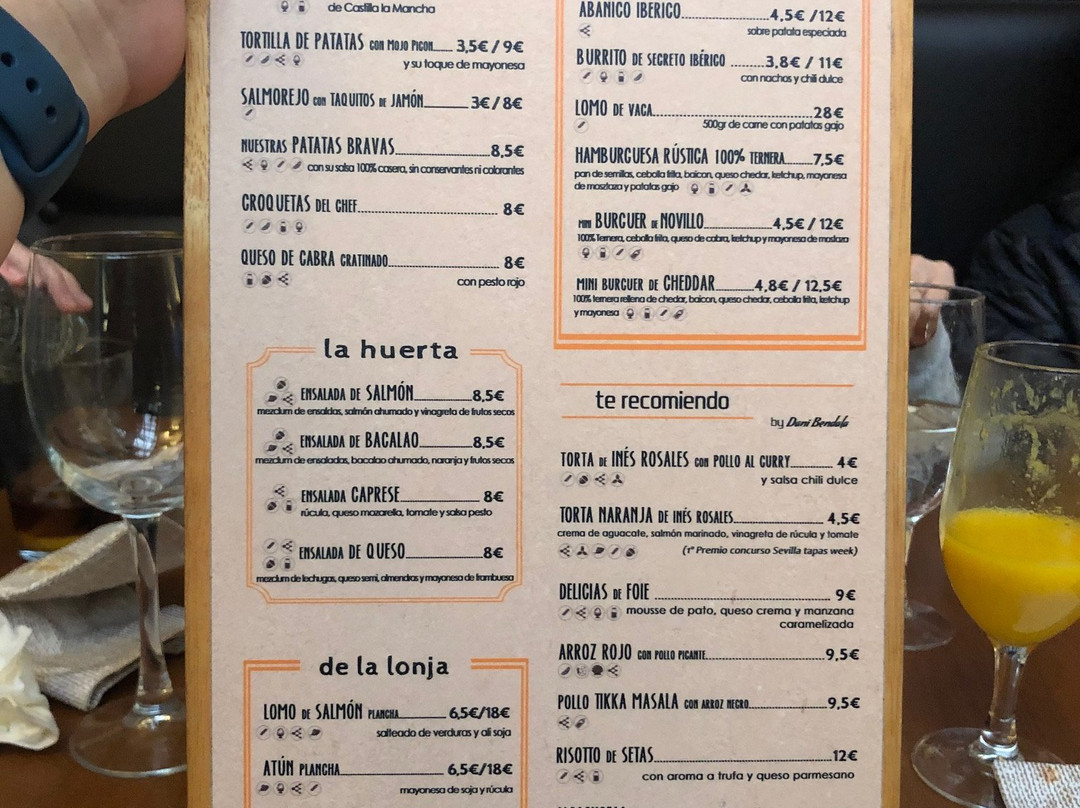 de Castilla la Mancha
TORTILLA DE PATATAS CON MOJO PICON 3,5€ / 9€
y su toque de mayonesa
SALMOREJO CON TAQUITOS DE JAMÓN 3€ / 8€
NUESTRAS PATATAS BRAVAS 8,5€
con su salsa 100% casera, sin conservantes ni colorantes
CROQUETAS DEL CHEF 8€
QUESO DE CABRA GRATINADO 8€
con pesto rojo
la huerta
ENSALADA DE SALMÓN 8,5€
mezclum de ensaldas, salmón ahumado y vinagreta de frutos secos
ENSALADA DE BACALAO 8,5€
mezclum de ensaladas, bacalao ahumado, naranja y frutos secos
ENSALADA CAPRESE 8€
rúcula, queso mozarella, tomate y salsa pesto
ENSALADA DE QUESO 8€
mezclum de lechugas, queso semi, almendras y mayonesa de frambuesa
de la lonja
LOMO DE SALMÓN PLANCHA 6,5€/18€
salteado de verduras y ali soja
ATÚN PLANCHA 6,5€/18€
mayonesa de soja y rúcula
ABANICO IBERICO 4,5€ /12€
sobre patata especiada
BURRITO DE SECRETO IBÉRICO 3,8€ / 11€
con nachos y chili dulce
LOMO DE VACA 28€
500gr de carne con patatas gajo
HAMBURGUESA RÚSTICA 100% TERNERA 7,5€
pan de semillas, cebolla frita, baicon, queso chedar, ketchup, mayonesa
de mostaza y patatas gajo
MINI BURGUER DE NOVILLO 4,5€ / 12€
100% Ternera, cebolla frita, queso de cabra, ketchup y mayonesa de mostaza
MINI BURGUER DE CHEDDAR 4,8€ / 12,5€
100% ternera rellena de chedar, baicon, queso chedar, cebolla frita, ketchup
y mayonesa
te recomiendo
by Dani Bendala
TORTA DE INÉS ROSALES CON POLLO AL CURRY 4€
y salsa chili dulce
TORTA NARANJA DE INÉS ROSALES 4,5€
crema de aguacate, salmón marinado, vinagreta de rúcula y tomate
(1º Premio concurso Sevilla tapas week)
DELICIAS DE FOIE 9€
mousse de pato, queso crema y manzana
caramelizada
ARROZ ROJO CON POLLO PICANTE 9,5€
POLLO TIKKA MASALA CON ARROZ NEGRO 9,5€
RISOTTO DE SETAS 12€
con aroma a trufa y queso parmesano